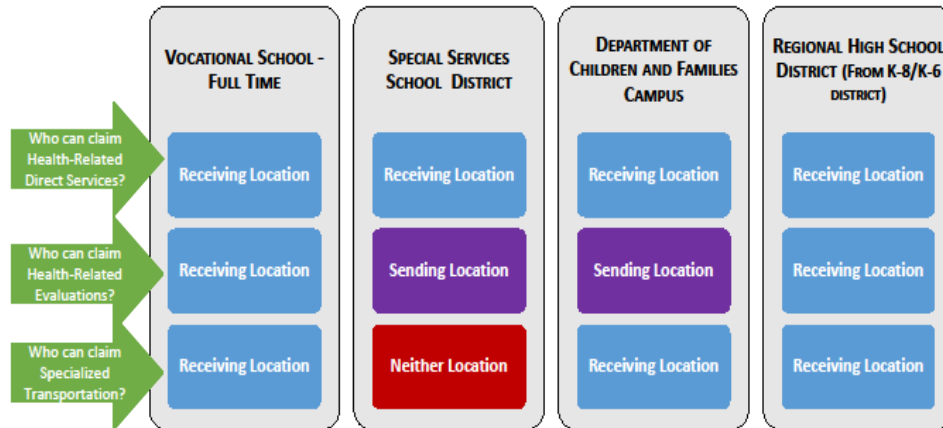 VOCATIONAL SCHOOL -
FULL TIME
SPECIAL SERVICES
SCHOOL DISTRICT
DEPARTMENT OF
CHILDREN AND FAMILIES
CAMPUS
REGIONAL HIGH SCHOOL
DISTRICT (FROM K-8/K-6
DISTRICT)
Who can claim
Health-Related
Direct Services?
Receiving Location
Receiving Location
Receiving Location
Receiving Location
Who can claim
Health-Related
Evaluations?
Receiving Location
Sending Location
Sending Location
Receiving Location
Who can claim
Specialized
Transportation?
Receiving Location
Neither Location
Receiving Location
Receiving Location